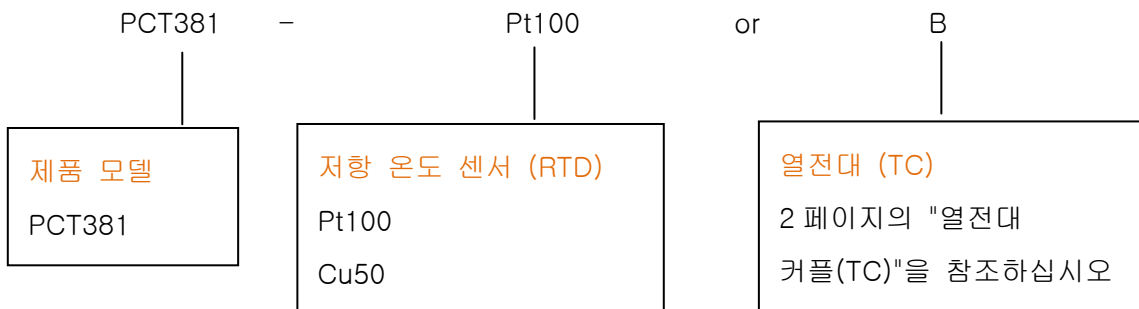 PCT381 – Pt100 or B
제품 모델
PCT381
저항 온도 센서 (RTD)
Pt100
Cu50
열전대 (TC)
2 페이지의 "열전대
커플(TC)"을 참조하십시오